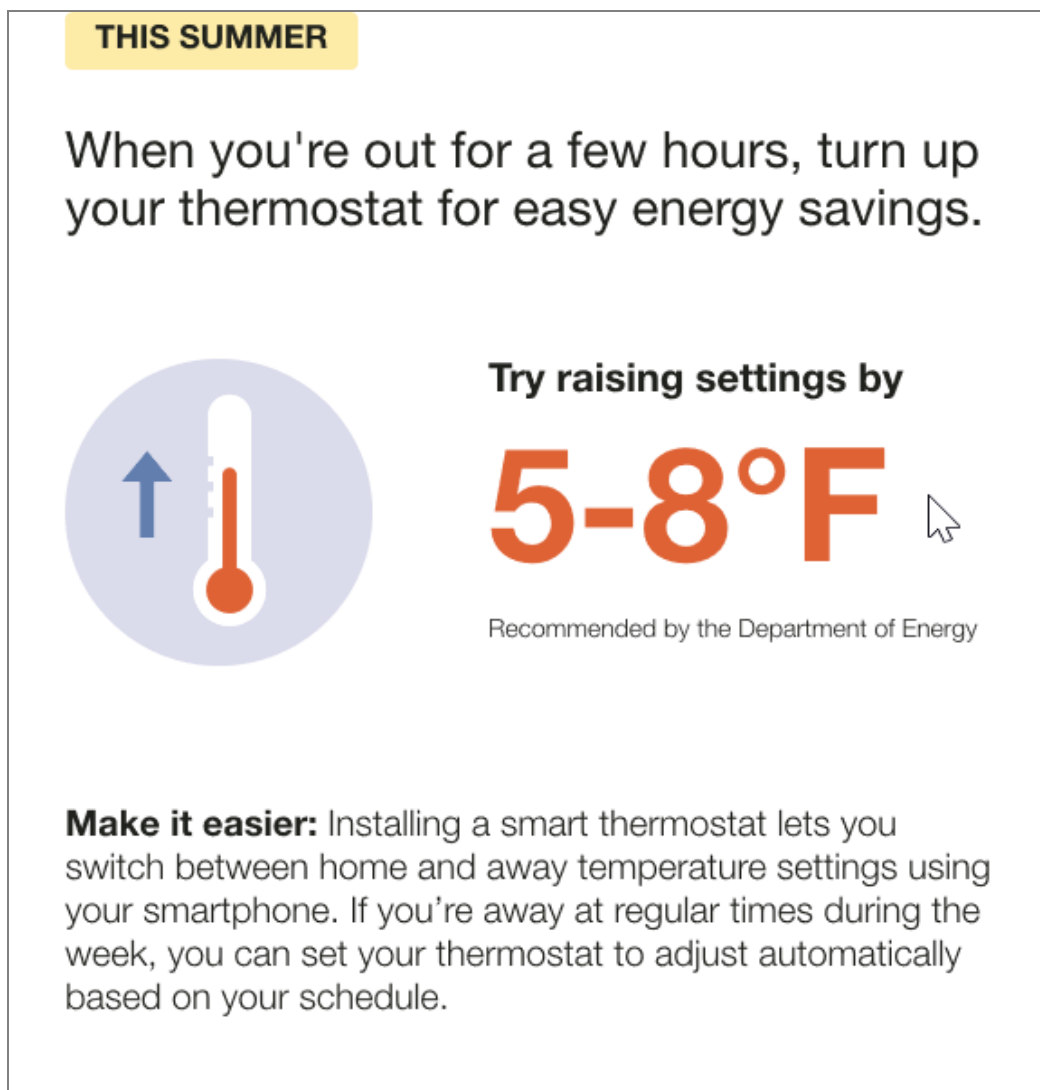 THIS SUMMER
When you're out for a few hours, turn up
your thermostat for easy energy savings.
Try raising settings by
5-8°F
Recommended by the Department of Energy
Make it easier: Installing a smart thermostat lets you
switch between home and away temperature settings using
your smartphone. If you’re away at regular times during the
week, you can set your thermostat to adjust automatically
based on your schedule.